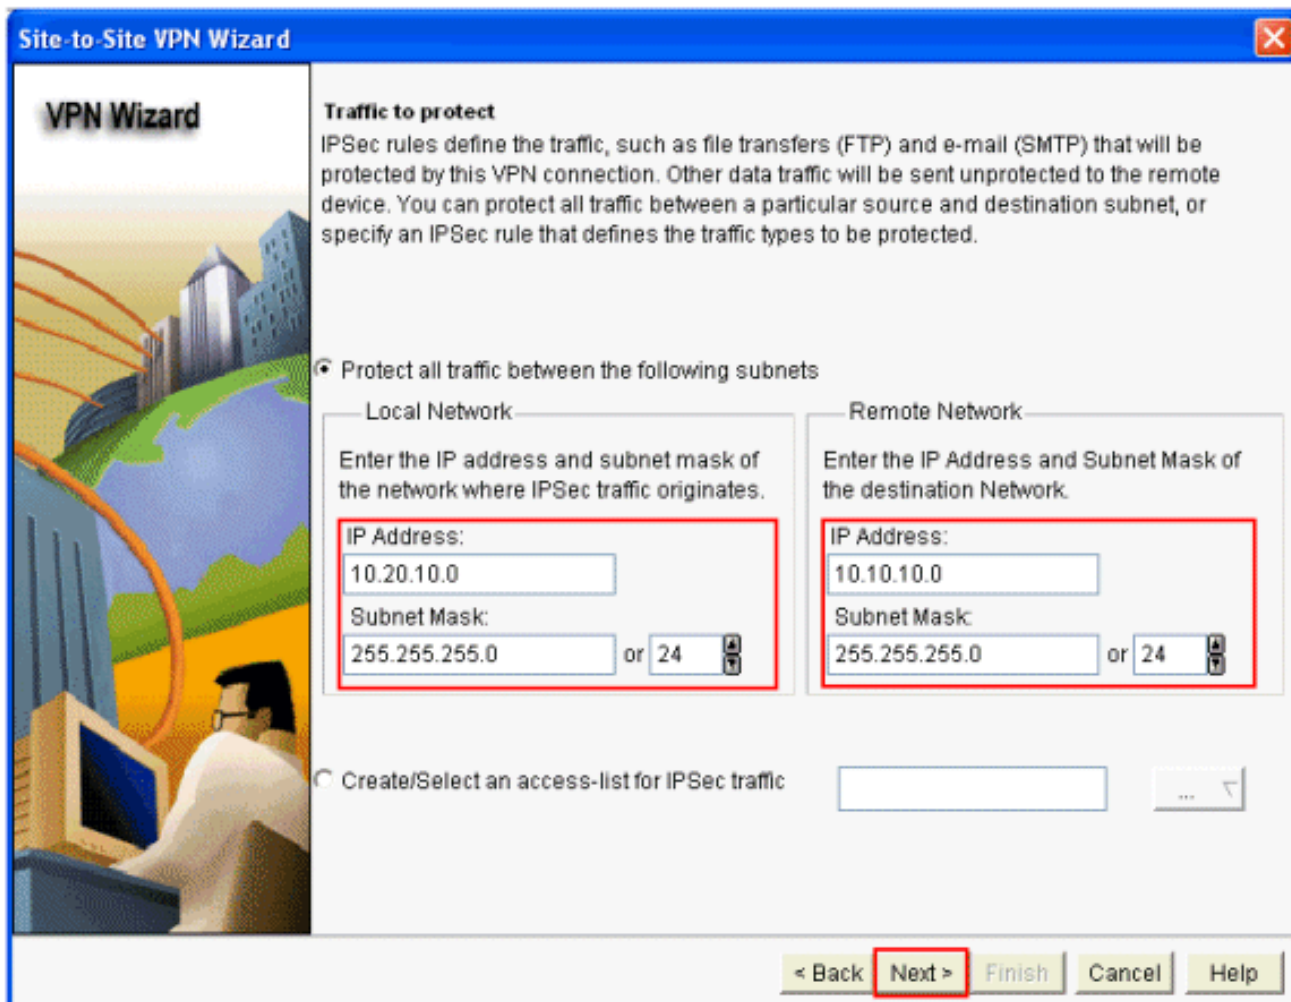 Site-to-Site VPN Wizard
VPN Wizard
Traffic to protect
IPSec rules define the traffic, such as file transfers (FTP) and e-mail (SMTP) that will be
protected by this VPN connection. Other data traffic will be sent unprotected to the remote
device. You can protect all traffic between a particular source and destination subnet, or
specify an IPSec rule that defines the traffic types to be protected.
Protect all traffic between the following subnets
Local Network
Enter the IP address and subnet mask of
the network where IPSec traffic originates.
IP Address:
10.20.10.0
Subnet Mask:
255.255.255.0 or 24
Remote Network
Enter the IP Address and Subnet Mask of
the destination Network.
IP Address:
10.10.10.0
Subnet Mask:
255.255.255.0 or 24
Create/Select an access-list for IPSec traffic
...
< Back Next > Finish Cancel Help